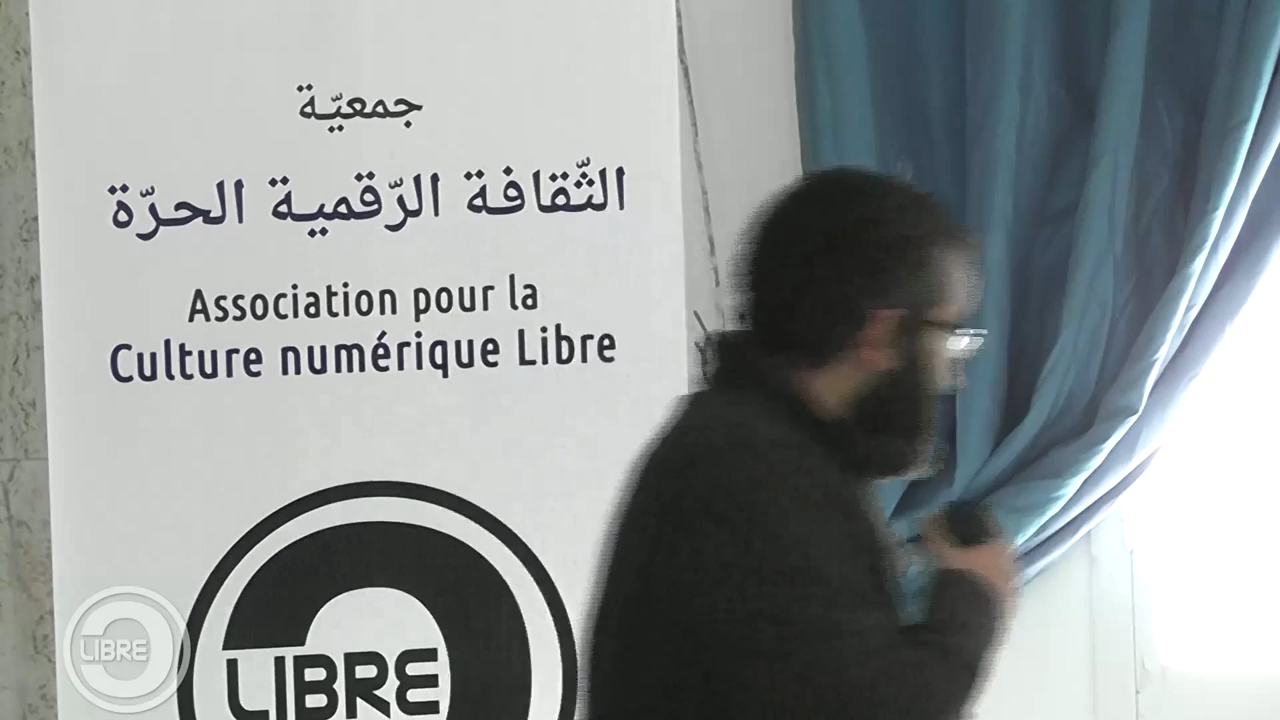 جمعيّة
الثّقافة الرّقمية الحرّة
Association pour la
Culture numérique Libre
LIBRE
LIBRE